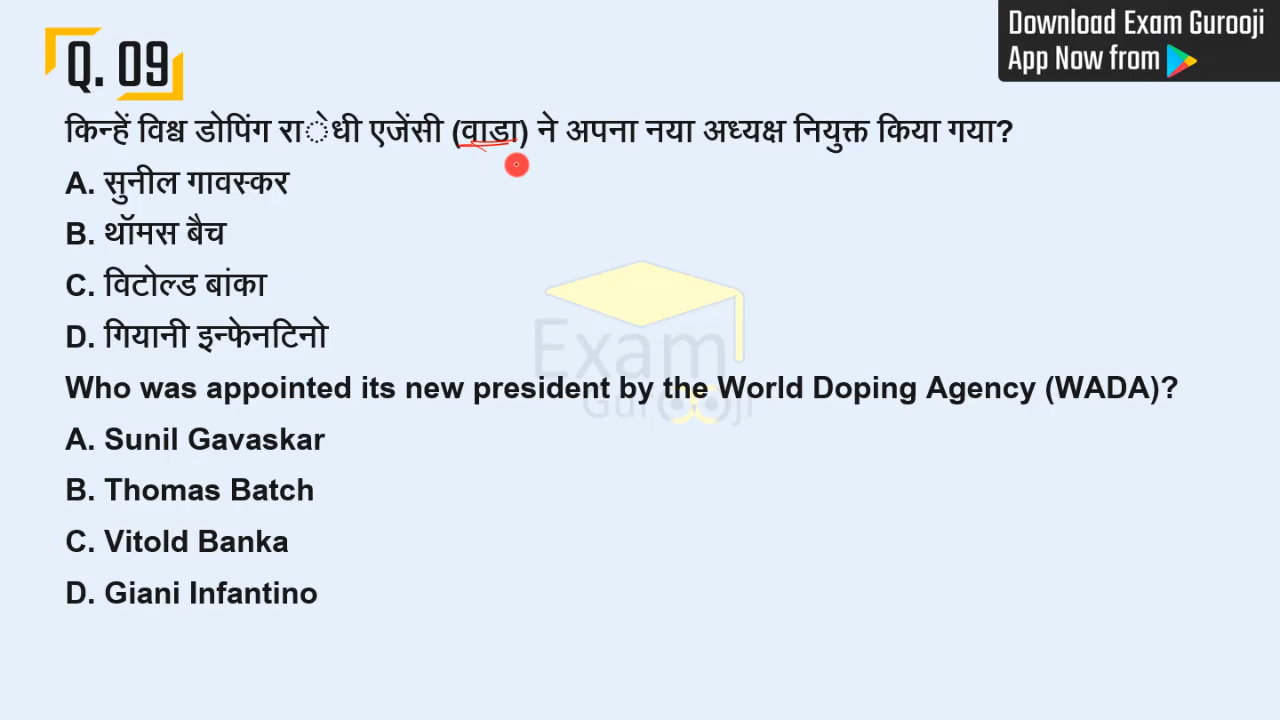 Download Exam Gurooji
App Now from
Q. 09
किन्हें विश्व डोपिंग राेधी एजेंसी (वाडा) ने अपना नया अध्यक्ष नियुक्त किया गया?
A. सुनील गावस्कर
B. थॉमस बैच
C. विटोल्ड बांका
D. गियानी इन्फेनटिनो
Exam
Gurooji
Who was appointed its new president by the World Doping Agency (WADA)?
A. Sunil Gavaskar
B. Thomas Batch
C. Vitold Banka
D. Giani Infantino